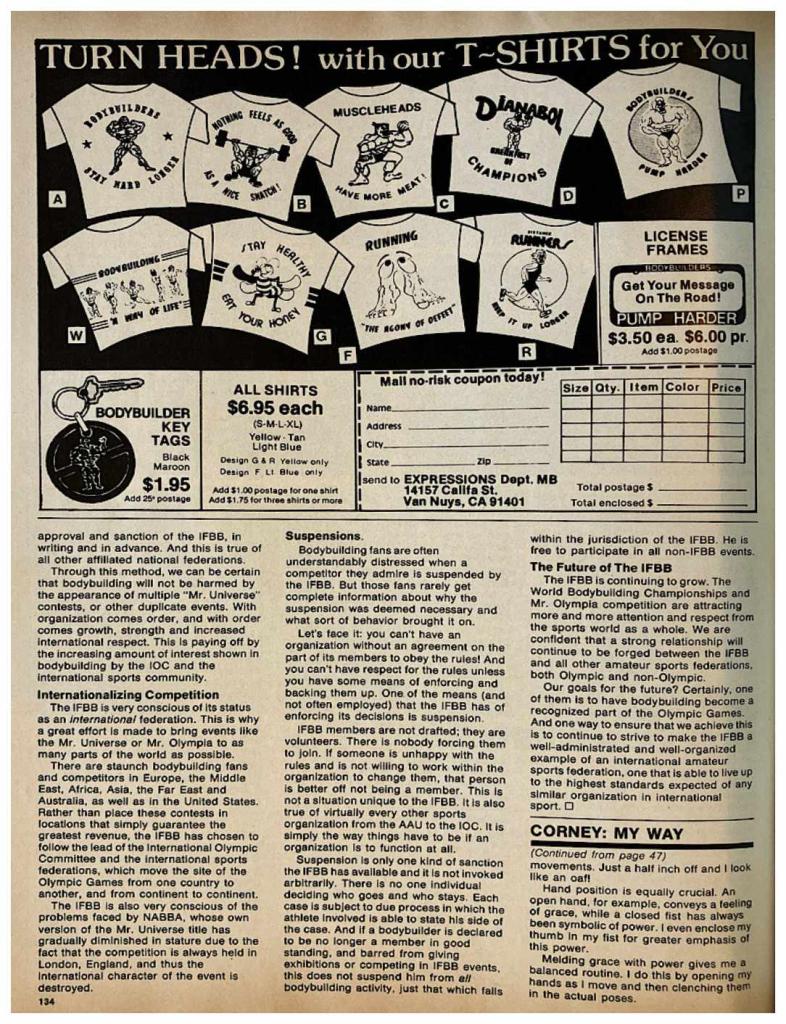 TURN HEADS! with our T~SHIRTS for You
BODYBUILDERS
STAY HARD LONGER
A
NOTHING FEELS AS GOOD
AS A NICE SNATCH!
B
MUSCLEHEADS
HAVE MORE MEAT!
C
DIANABOL
BREAKFAST OF
CHAMPIONS
D
BODYBUILDERS
PUMP HARDER
P
BODYBUILDING
"A WAY OF LIFE"
W
STAY HEALTHY
EAT YOUR HONEY
G
RUNNING
"THE AGONY OF DEFEET"
F
DISTANCE
RUNNERS
KEEP IT UP LONGER
R
LICENSE
FRAMES
BODYBUILDERS
Get Your Message
On The Road!
PUMP HARDER
$3.50 ea. $6.00 pr.
Add $1.00 postage
BODYBUILDER
KEY
TAGS
Black
Maroon
$1.95
Add 25¢ postage
ALL SHIRTS
$6.95 each
(S-M-L-XL)
Yellow - Tan
Light Blue
Design G & R Yellow only
Design F Lt. Blue only
Add $1.00 postage for one shirt
Add $1.75 for three shirts or more
Mail no-risk coupon today!
Name
Address
City
State Zip
send to EXPRESSIONS Dept. MB
14157 Califa St.
Van Nuys, CA 91401
Size Qty. Item Color Price
Total postage $
Total enclosed $
approval and sanction of the IFBB, in
writing and in advance. And this is true of
all other affiliated national federations.
Through this method, we can be certain
that bodybuilding will not be harmed by
the appearance of multiple "Mr. Universe"
contests, or other duplicate events. With
organization comes order, and with order
comes growth, strength and increased
international respect. This is paying off by
the increasing amount of interest shown in
bodybuilding by the IOC and the
international sports community.
Internationalizing Competition
The IFBB is very conscious of its status
as an international federation. This is why
a great effort is made to bring events like
the Mr. Universe or Mr. Olympia to as
many parts of the world as possible.
There are staunch bodybuilding fans
and competitors in Europe, the Middle
East, Africa, Asia, the Far East and
Australia, as well as in the United States.
Rather than place these contests in
locations that simply guarantee the
greatest revenue, the IFBB has chosen to
follow the lead of the International Olympic
Committee and the international sports
federations, which move the site of the
Olympic Games from one country to
another, and from continent to continent.
The IFBB is also very conscious of the
problems faced by NABBA, whose own
version of the Mr. Universe title has
gradually diminished in stature due to the
fact that the competition is always held in
London, England, and thus the
international character of the event is
destroyed.
134
Suspensions.
Bodybuilding fans are often
understandably distressed when a
competitor they admire is suspended by
the IFBB. But those fans rarely get
complete information about why the
suspension was deemed necessary and
what sort of behavior brought it on.
Let's face it: you can't have an
organization without an agreement on the
part of its members to obey the rules! And
you can't have respect for the rules unless
you have some means of enforcing and
backing them up. One of the means (and
not often employed) that the IFBB has of
enforcing its decisions is suspension.
IFBB members are not drafted; they are
volunteers. There is nobody forcing them
to join. If someone is unhappy with the
rules and is not willing to work within the
organization to change them, that person
is better off not being a member. This is
not a situation unique to the IFBB. It is also
true of virtually every other sports
organization from the AAU to the IOC. It is
simply the way things have to be if an
organization is to function at all.
Suspension is only one kind of sanction
the IFBB has available and it is not invoked
arbitrarily. There is no one individual
deciding who goes and who stays. Each
case is subject to due process in which the
athlete involved is able to state his side of
the case. And if a bodybuilder is declared
to be no longer a member in good
standing, and barred from giving
exhibitions or competing in IFBB events,
this does not suspend him from all
bodybuilding activity, just that which falls
within the jurisdiction of the IFBB. He is
free to participate in all non-IFBB events.
The Future of The IFBB
The IFBB is continuing to grow. The
World Bodybuilding Championships and
Mr. Olympia competition are attracting
more and more attention and respect from
the sports world as a whole. We are
confident that a strong relationship will
continue to be forged between the IFBB
and all other amateur sports federations,
both Olympic and non-Olympic.
Our goals for the future? Certainly, one
of them is to have bodybuilding become a
recognized part of the Olympic Games.
And one way to ensure that we achieve this
is to continue to strive to make the IFBB a
well-administrated and well-organized
example of an international amateur
sports federation, one that is able to live up
to the highest standards expected of any
similar organization in international
sport. □
CORNEY: MY WAY
(Continued from page 47)
movements. Just a half inch off and I look
like an oaf!
Hand position is equally crucial. An
open hand, for example, conveys a feeling
of grace, while a closed fist has always
been symbolic of power. I even enclose my
thumb in my fist for greater emphasis of
this power.
Melding grace with power gives me a
balanced routine. I do this by opening my
hands as I move and then clenching them
in the actual poses.